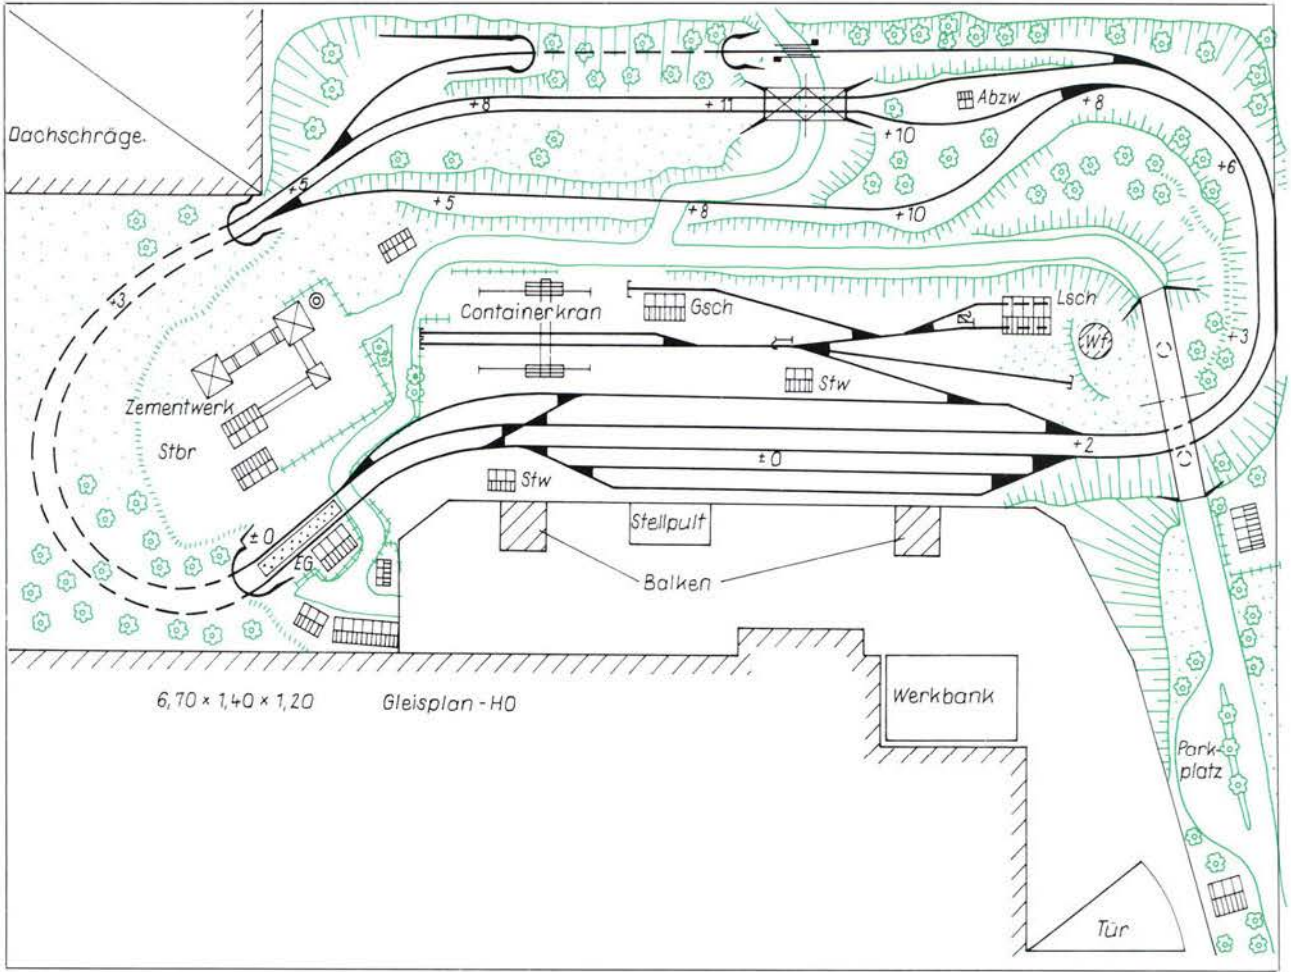 Dachschräge.
+8
+11
Abzw
+8
+10
+5
+6
+5
+8
+10
+3
Containerkran
Gsch
Lsch
Wf
+3
Stw
Zementwerk
Stbr
+2
±0
Stw
Stellpult
±0
EG
Balken
6,70 × 1,40 × 1,20
Gleisplan - H0
Werkbank
Park-
platz
Tür